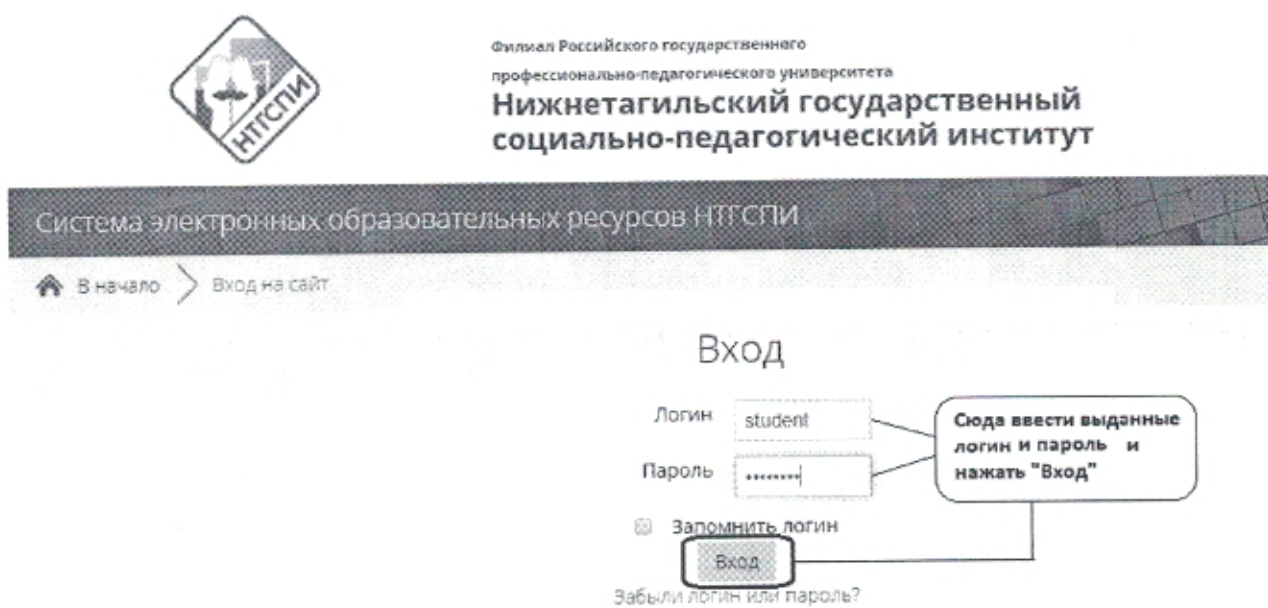 НТГСПИ
Филиал Российского государственного
профессионально-педагогического университета
Нижнетагильский государственный
социально-педагогический институт
Система электронных образовательных ресурсов НТГСПИ
В начало
Вход на сайт
Вход
Логин
student
Пароль
••••••••
Сюда ввести выданные
логин и пароль и
нажать "Вход"
Запомнить логин
Вход
Забыли логин или пароль?